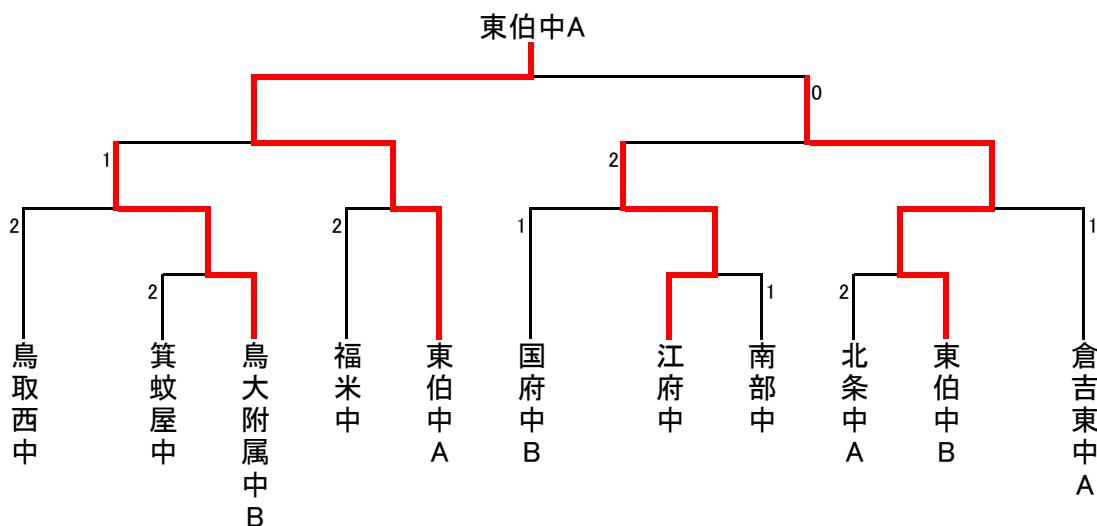 東伯中A
0
1
2
2
2
1
1
2
1
2
1
鳥取西中
箕蚊屋中
鳥大附属中B
福米中
東伯中A
国府中B
江府中
南部中
北条中A
東伯中B
倉吉東中A